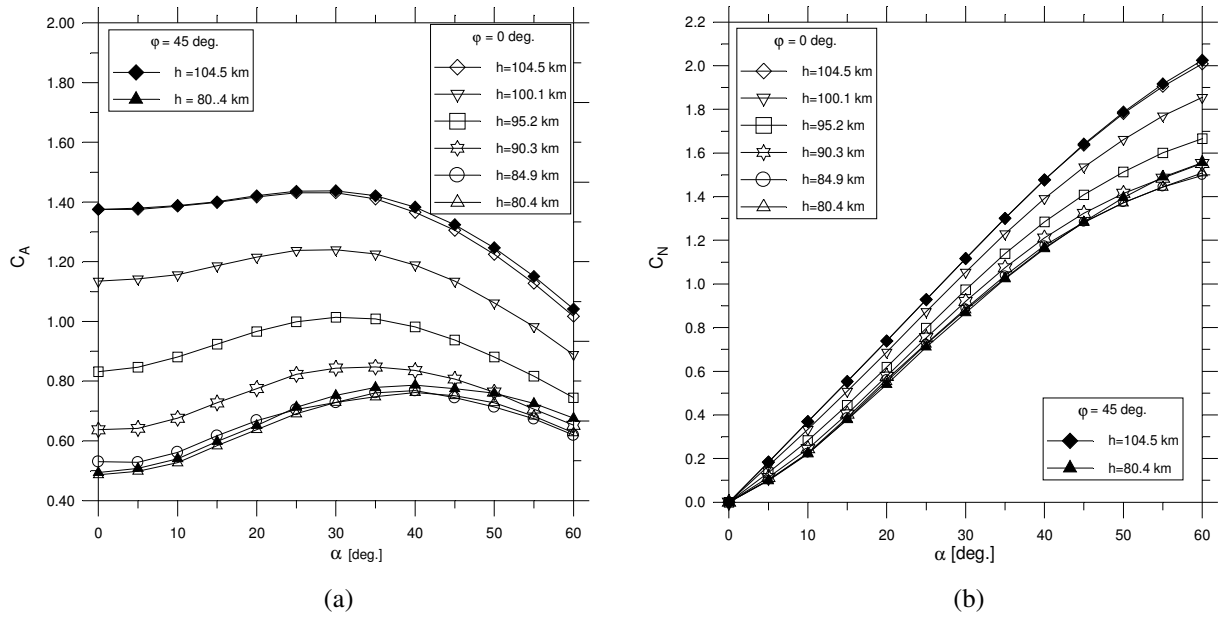 2.00
1.80
1.60
1.40
1.20
1.00
0.80
0.60
0.40
C_A
0 10 20 30 40 50 60
α [deg.]
φ = 45 deg.
h =104.5 km
h = 80..4 km
φ = 0 deg.
h=104.5 km
h=100.1 km
h=95.2 km
h=90.3 km
h=84.9 km
h=80.4 km
(a)
2.2
2.0
1.8
1.6
1.4
1.2
1.0
0.8
0.6
0.4
0.2
0.0
C_N
0 10 20 30 40 50 60
α [deg.]
φ = 0 deg.
h=104.5 km
h=100.1 km
h=95.2 km
h=90.3 km
h=84.9 km
h=80.4 km
φ = 45 deg.
h=104.5 km
h=80.4 km
(b)